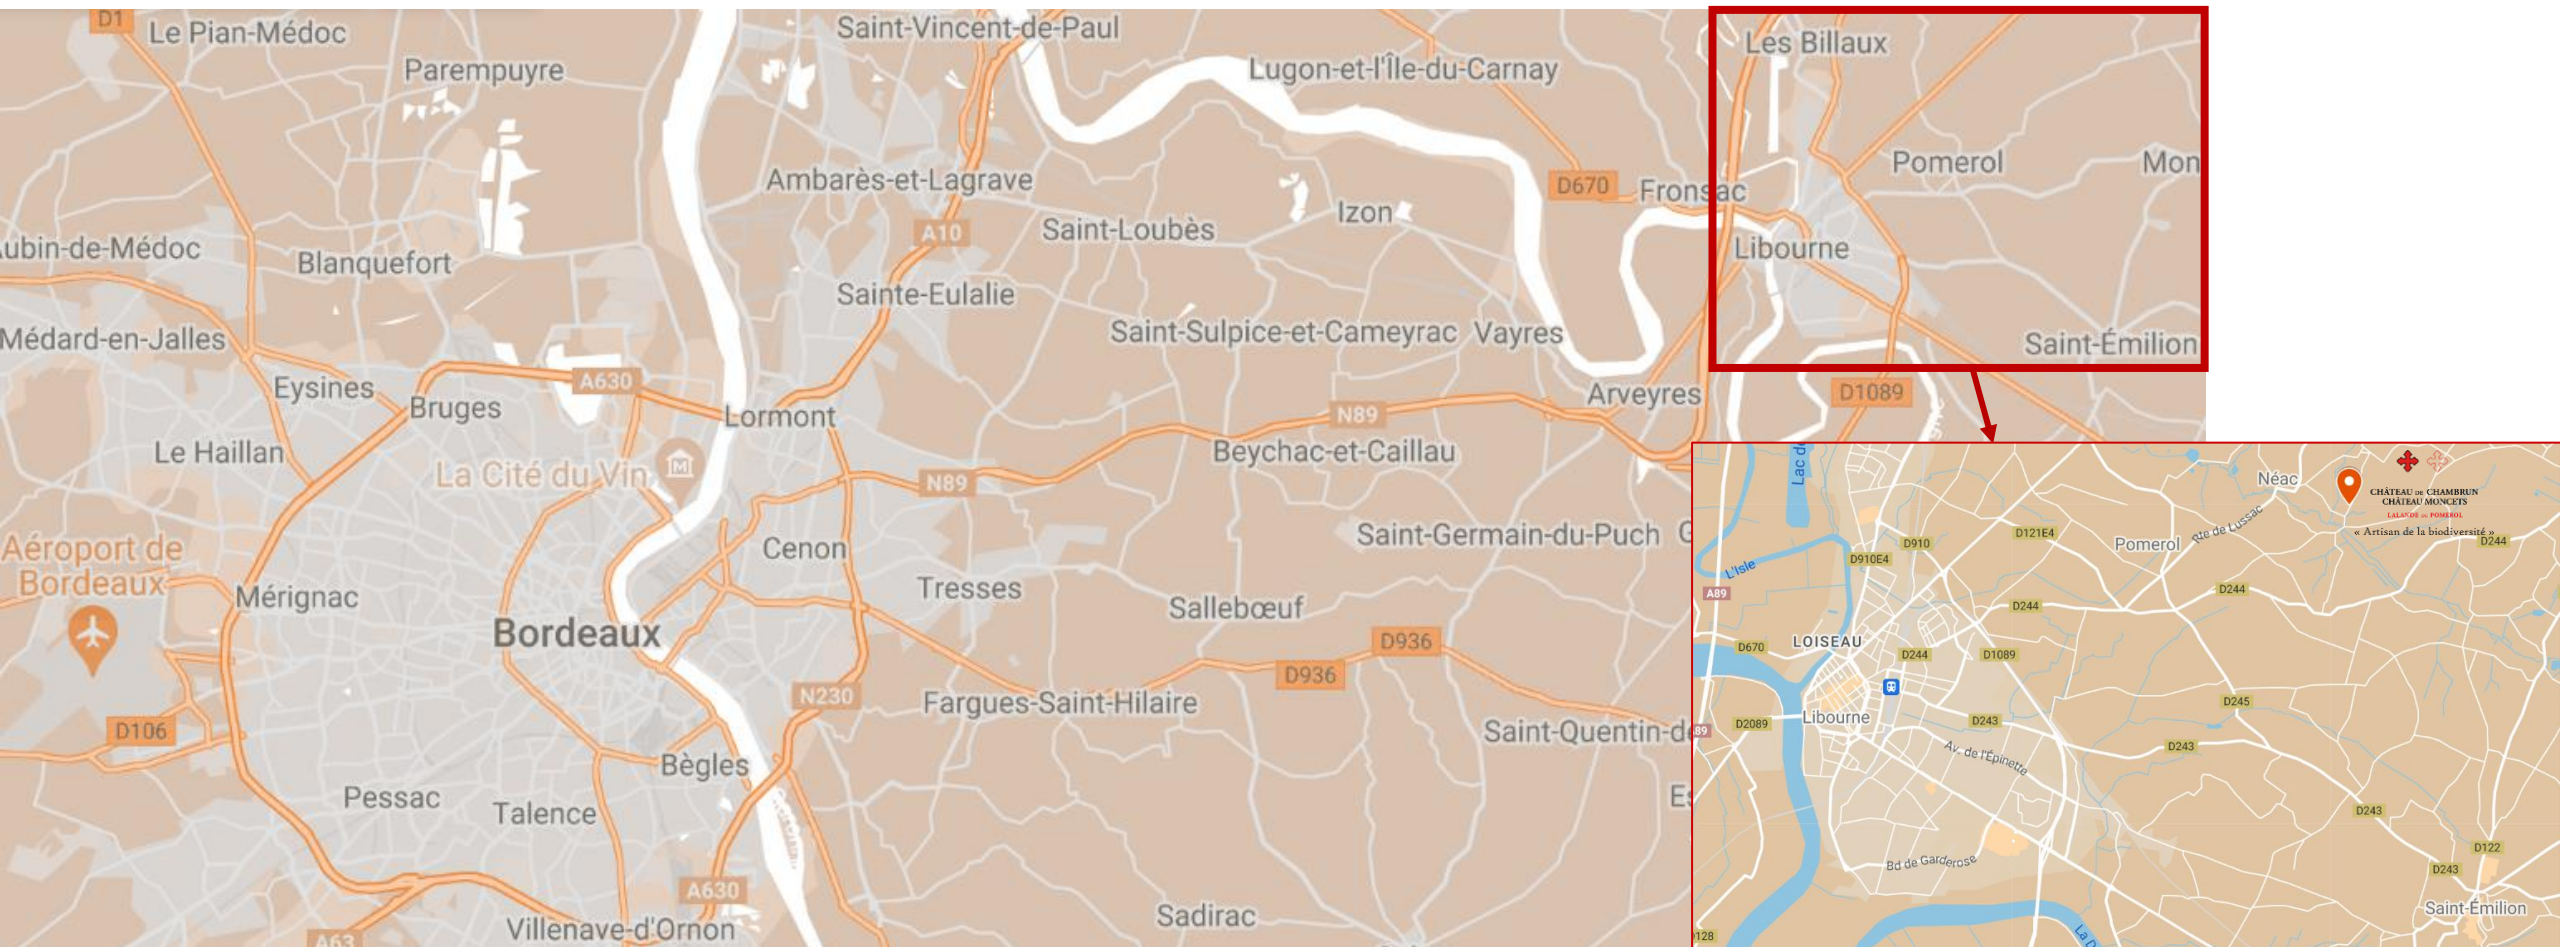 D1
Le Pian-Médoc
Parempuyre
Saint-Vincent-de-Paul
Lugon-et-l'Île-du-Carnay
Les Billaux
Ambarès-et-Lagrave
D670
Fronsac
Pomerol
Mon
Izon
A10
Saint-Loubès
ubin-de-Médoc
Blanquefort
Libourne
Sainte-Eulalie
Médard-en-Jalles
Saint-Sulpice-et-Cameyrac
Vayres
Saint-Émilion
Eysines
A630
Bruges
Lormont
N89
Arveyres
D1089
Le Haillan
La Cité du Vin
N89
Beychac-et-Caillau
Aéroport de
Bordeaux
Cenon
Saint-Germain-du-Puch
G
Mérignac
Tresses
Sallebœuf
Bordeaux
D936
D936
N230
Fargues-Saint-Hilaire
D106
Saint-Quentin-de
Bègles
Pessac
Talence
Es
A630
Villenave-d'Ornon
Sadirac
A63
Lac d
Néac
CHÂTEAU DE CHAMBRUN
CHÂTEAU MONCETS
LALANDE DE POMEROL
« Artisan de la biodiversité »
D244
Rte de Lussac
D121E4
Pomerol
D910
D910E4
L'Isle
A89
D244
D244
LOISEAU
D670
D244
D1089
D245
Libourne
D2089
89
D243
D243
Av. de l'Épinette
D243
D122
D243
Bd de Garderose
Saint-Émilion
128
La D